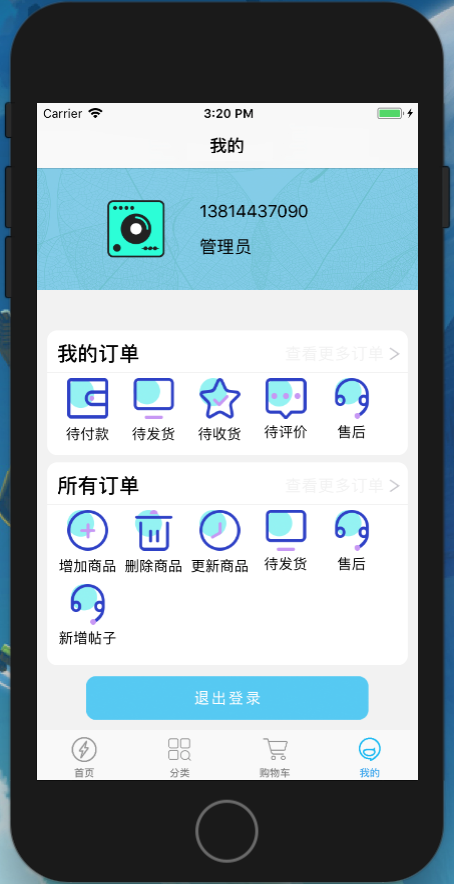 Carrier 3:20 PM
我的
13814437090
管理员
我的订单 查看更多订单
待付款 待发货 待收货 待评价 售后
所有订单 查看更多订单
增加商品 删除商品 更新商品 待发货 售后
新增帖子
退出登录
首页 分类 购物车 我的